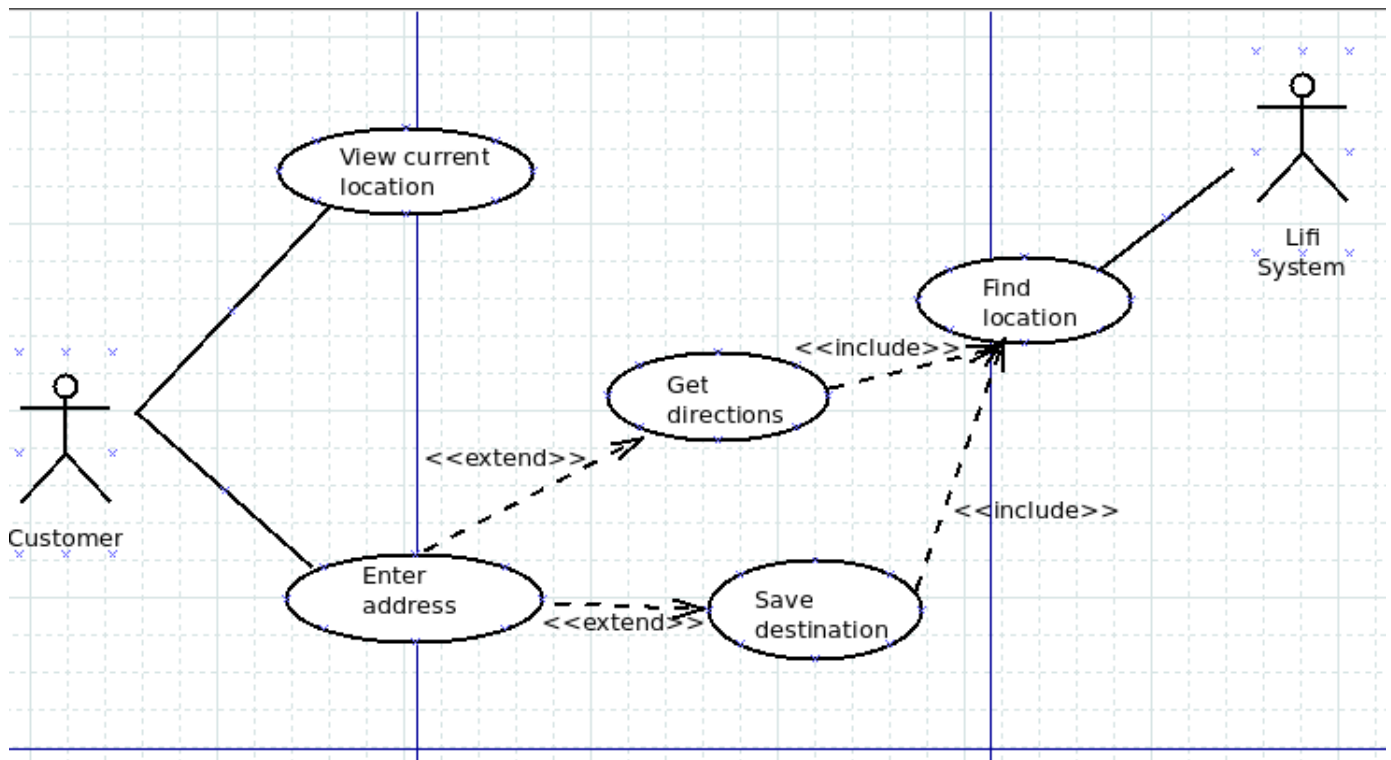 View current
location
Lifi
System
Find
location
<<include>>
Get
directions
<<extend>>
<<include>>
Customer
Enter
address
<<extend>>
Save
destination